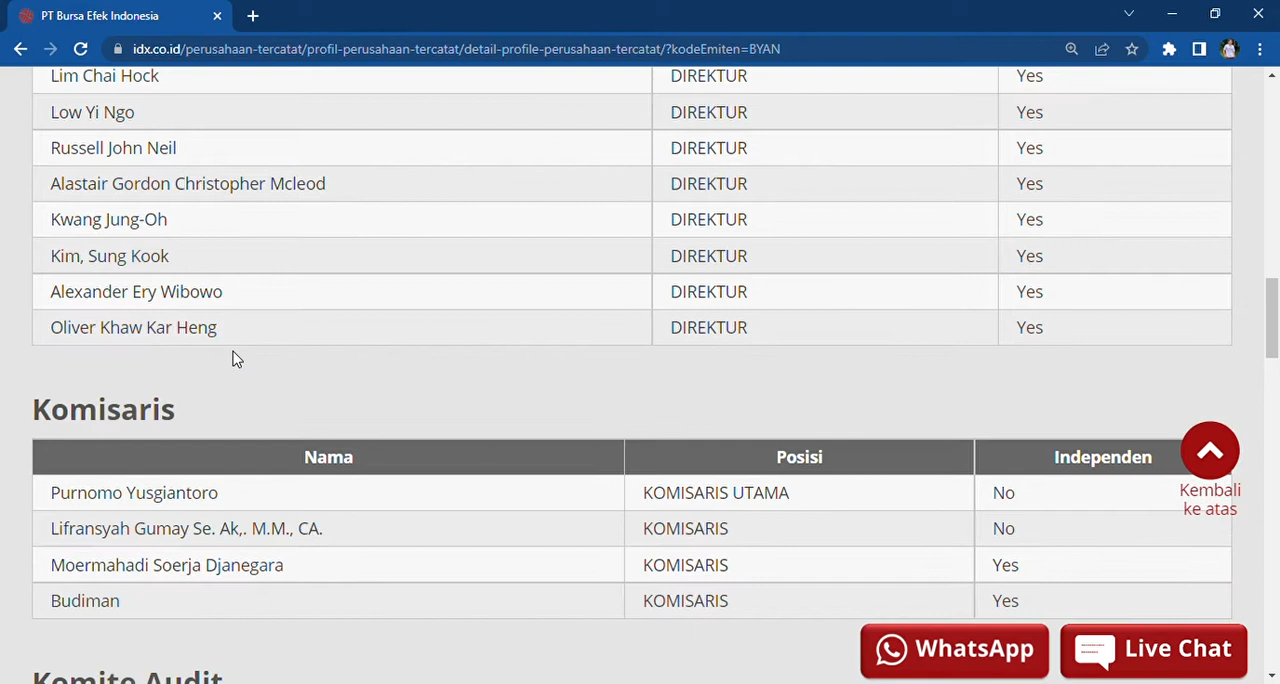 PT Bursa Efek Indonesia
idx.co.id/perusahaan-tercatat/profil-perusahaan-tercatat/detail-profile-perusahaan-tercatat/?kodeEmiten=BYAN
Lim Chai Hock DIREKTUR Yes
Low Yi Ngo DIREKTUR Yes
Russell John Neil DIREKTUR Yes
Alastair Gordon Christopher Mcleod DIREKTUR Yes
Kwang Jung-Oh DIREKTUR Yes
Kim, Sung Kook DIREKTUR Yes
Alexander Ery Wibowo DIREKTUR Yes
Oliver Khaw Kar Heng DIREKTUR Yes
Komisaris
Nama Posisi Independen
Purnomo Yusgiantoro KOMISARIS UTAMA No
Lifransyah Gumay Se. Ak,. M.M., CA. KOMISARIS No
Moermahadi Soerja Djanegara KOMISARIS Yes
Budiman KOMISARIS Yes
Kembali
ke atas
WhatsApp
Live Chat
Komite Audit